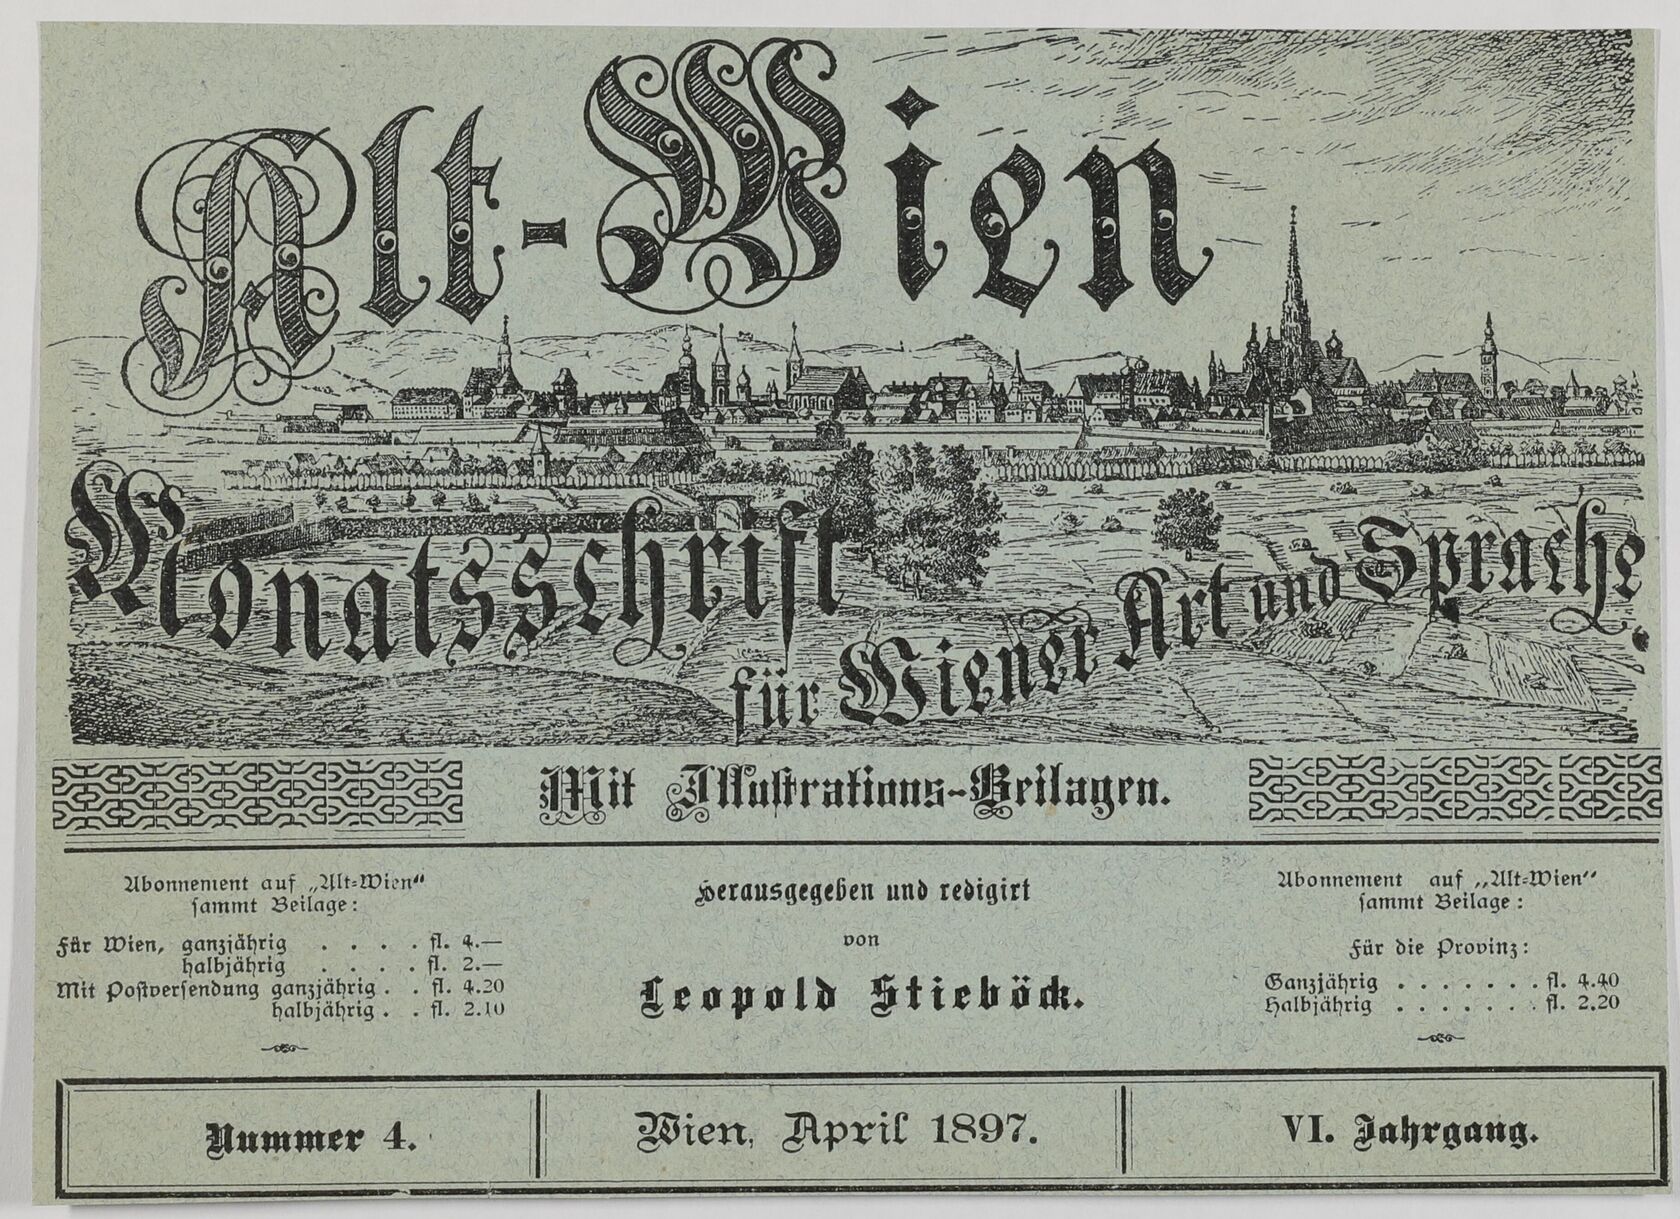 Alt-Wien
Monatsschrift
für Wiener Art und Sprache.
Mit Illustrations-Beilagen.
Abonnement auf „Alt-Wien“
sammt Beilage:
Für Wien, ganzjährig . . . . fl. 4.—
halbjährig . . . . fl. 2.—
Mit Postversendung ganzjährig . . fl. 4.20
halbjährig . . fl. 2.10
Herausgegeben und redigirt
von
Leopold Stieböck.
Abonnement auf „Alt-Wien“
sammt Beilage:
Für die Provinz:
Ganzjährig . . . . . . . fl. 4.40
Halbjährig . . . . . . . fl. 2.20
Nummer 4.
Wien, April 1897.
VI. Jahrgang.